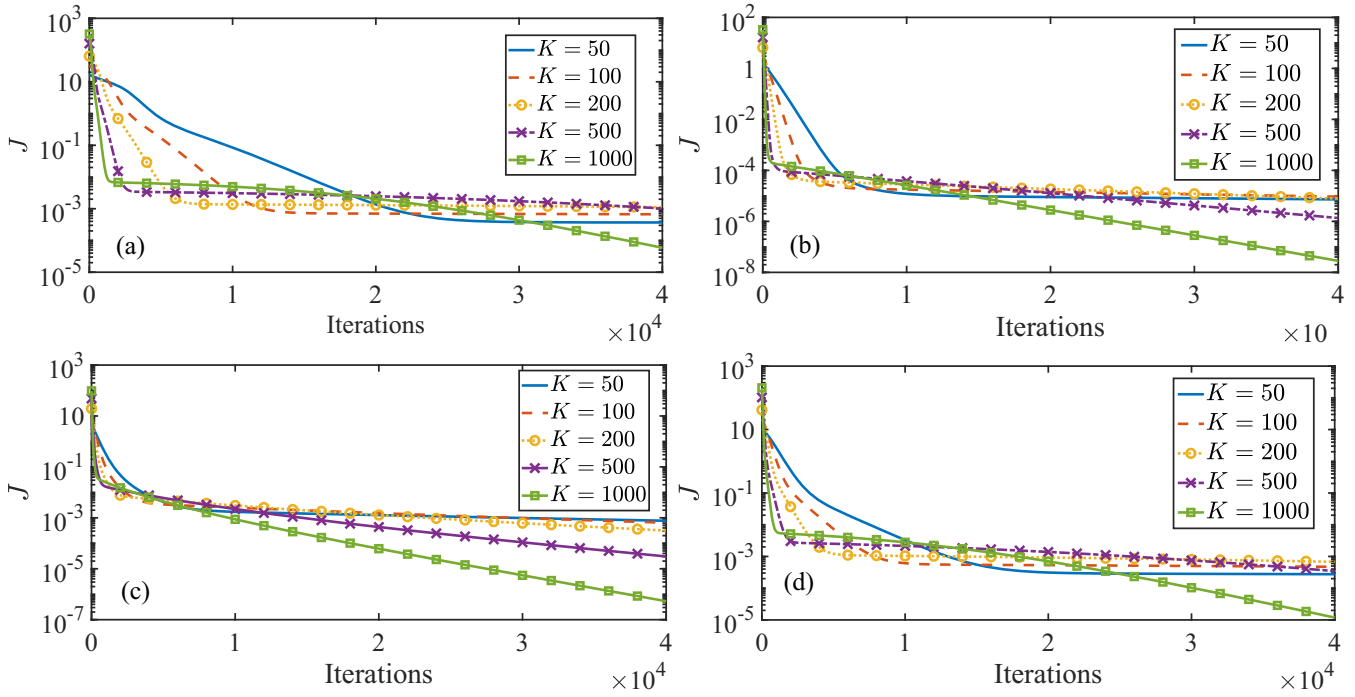 10^3
10
10^-1
10^-3
10^-5
J
K = 50
K = 100
K = 200
K = 500
K = 1000
(a)
0 1 2 3 4
Iterations
×10^4
10^2
1
10^-2
10^-4
10^-6
10^-8
J
K = 50
K = 100
K = 200
K = 500
K = 1000
(b)
0 1 2 3 4
Iterations
×10
10^3
10
10^-1
10^-3
10^-5
10^-7
J
K = 50
K = 100
K = 200
K = 500
K = 1000
(c)
0 1 2 3 4
Iterations
×10^4
10^3
10
10^-1
10^-3
10^-5
J
K = 50
K = 100
K = 200
K = 500
K = 1000
(d)
0 1 2 3 4
Iterations
×10^4